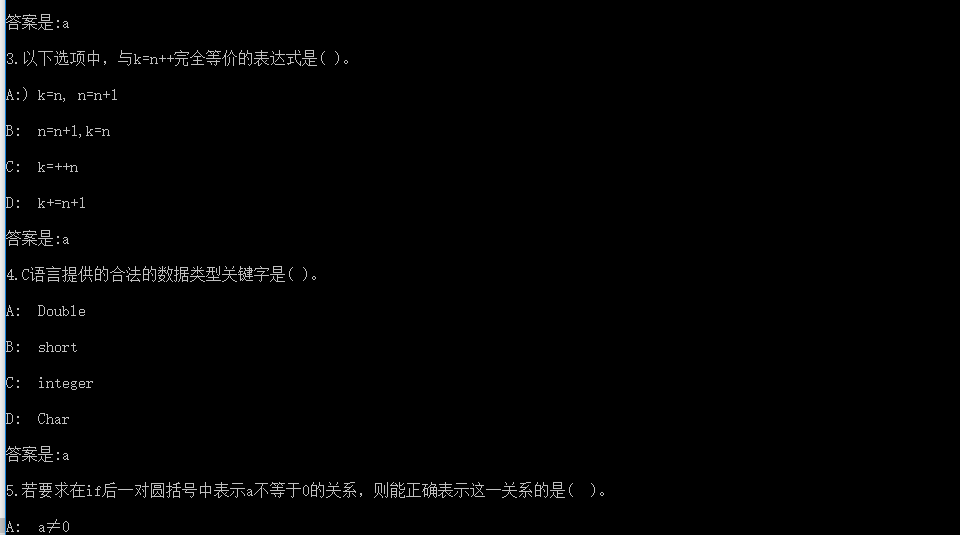 答案是:a
3.以下选项中，与k=n++完全等价的表达式是( )。
A:) k=n, n=n+1
B:  n=n+1,k=n
C:  k=++n
D:  k+=n+1
答案是:a
4.C语言提供的合法的数据类型关键字是( )。
A:  Double
B:  short
C:  integer
D:  Char
答案是:a
5.若要求在if后一对圆括号中表示a不等于0的关系，则能正确表示这一关系的是(  )。
A:  a≠0